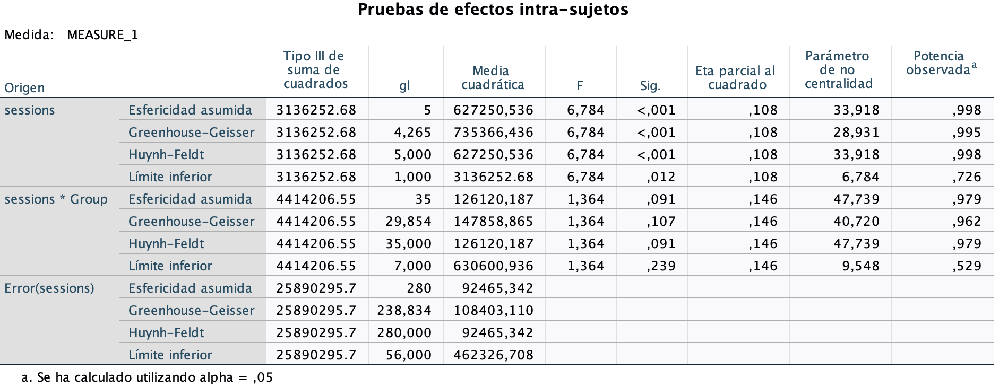 Pruebas de efectos intra-sujetos
Medida: MEASURE_1
Origen Tipo III de suma de cuadrados gl Media cuadrática F Sig. Eta parcial al cuadrado Parámetro de no centralidad Potencia observadaa
sessions Esfericidad asumida 3136252.68 5 627250,536 6,784 <,001 ,108 33,918 ,998
Greenhouse-Geisser 3136252.68 4,265 735366,436 6,784 <,001 ,108 28,931 ,995
Huynh-Feldt 3136252.68 5,000 627250,536 6,784 <,001 ,108 33,918 ,998
Límite inferior 3136252.68 1,000 3136252.68 6,784 ,012 ,108 6,784 ,726
sessions * Group Esfericidad asumida 4414206.55 35 126120,187 1,364 ,091 ,146 47,739 ,979
Greenhouse-Geisser 4414206.55 29,854 147858,865 1,364 ,107 ,146 40,720 ,962
Huynh-Feldt 4414206.55 35,000 126120,187 1,364 ,091 ,146 47,739 ,979
Límite inferior 4414206.55 7,000 630600,936 1,364 ,239 ,146 9,548 ,529
Error(sessions) Esfericidad asumida 25890295.7 280 92465,342
Greenhouse-Geisser 25890295.7 238,834 108403,110
Huynh-Feldt 25890295.7 280,000 92465,342
Límite inferior 25890295.7 56,000 462326,708
a. Se ha calculado utilizando alpha = ,05